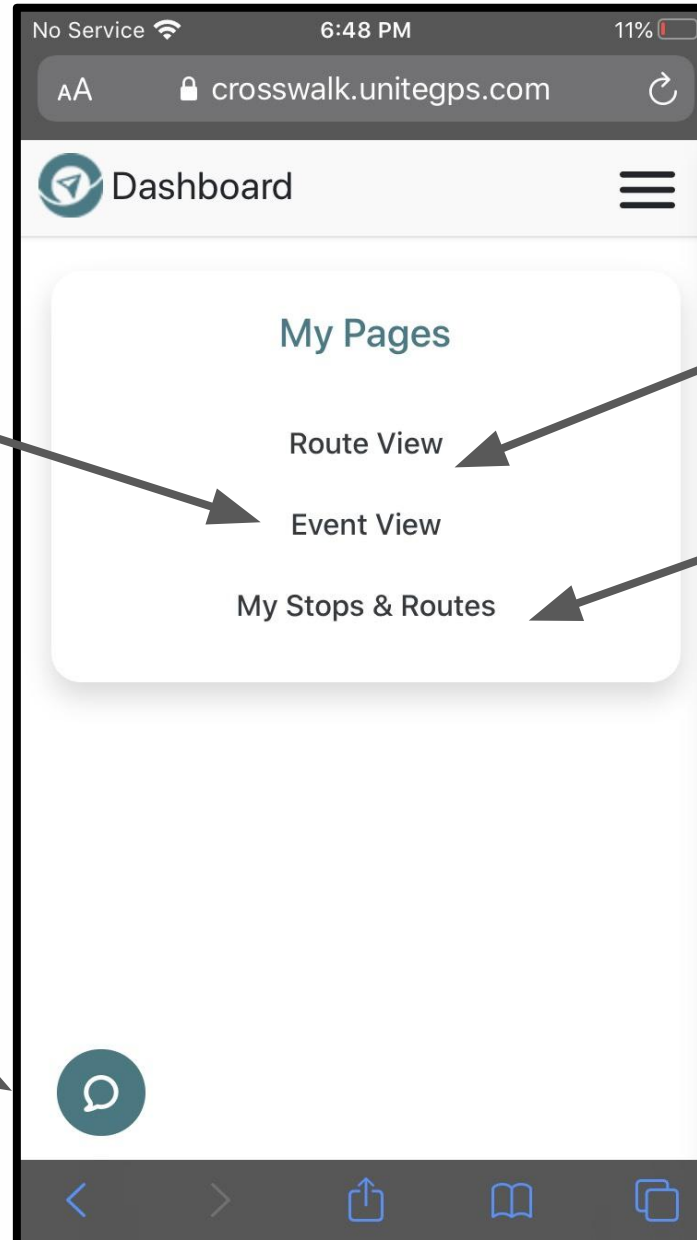 No Service 6:48 PM 11%
AA crosswalk.unitegps.com
Dashboard
My Pages
Route View
Event View
My Stops & Routes